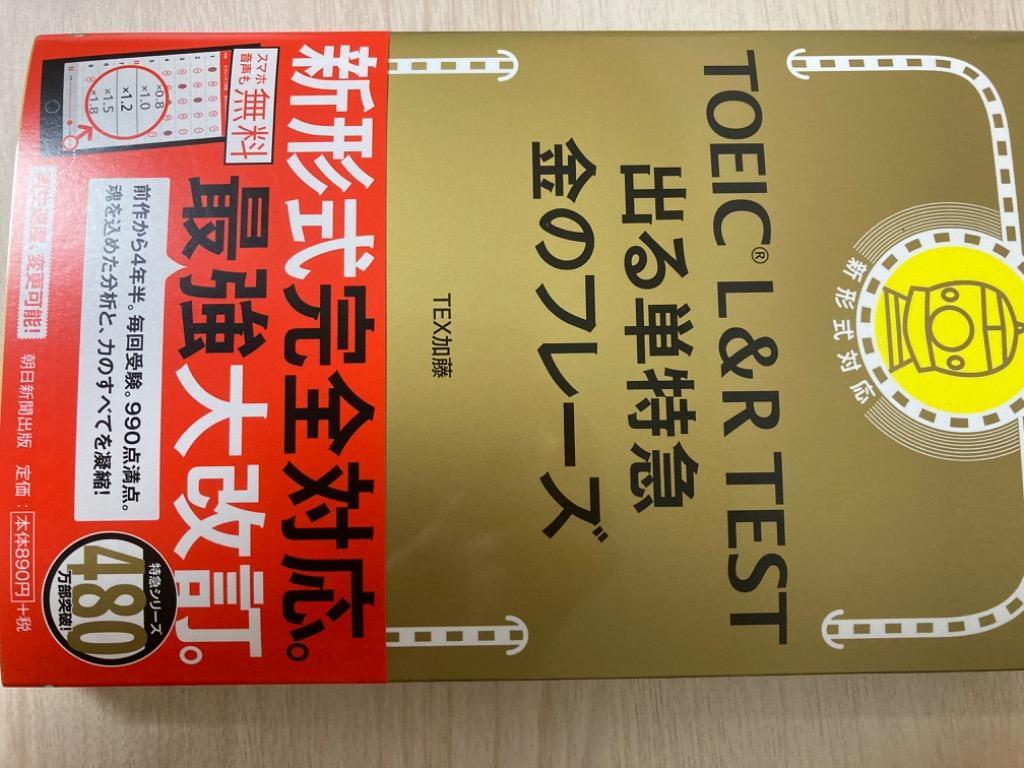 新形式対応
TOEIC® L&R TEST
出る単特急
金のフレーズ
TEX加藤
新形式完全対応。
最強大改訂。
スマホ
音声も無料
×0.8
×1.0
×1.2
×1.5
×1.8
前作から4年半。毎回受験。990点満点。
魂を込めた分析と、力のすべてを凝縮!
特急シリーズ
480
万部突破!
変更可能!
朝日新聞出版 定価:本体890円+税